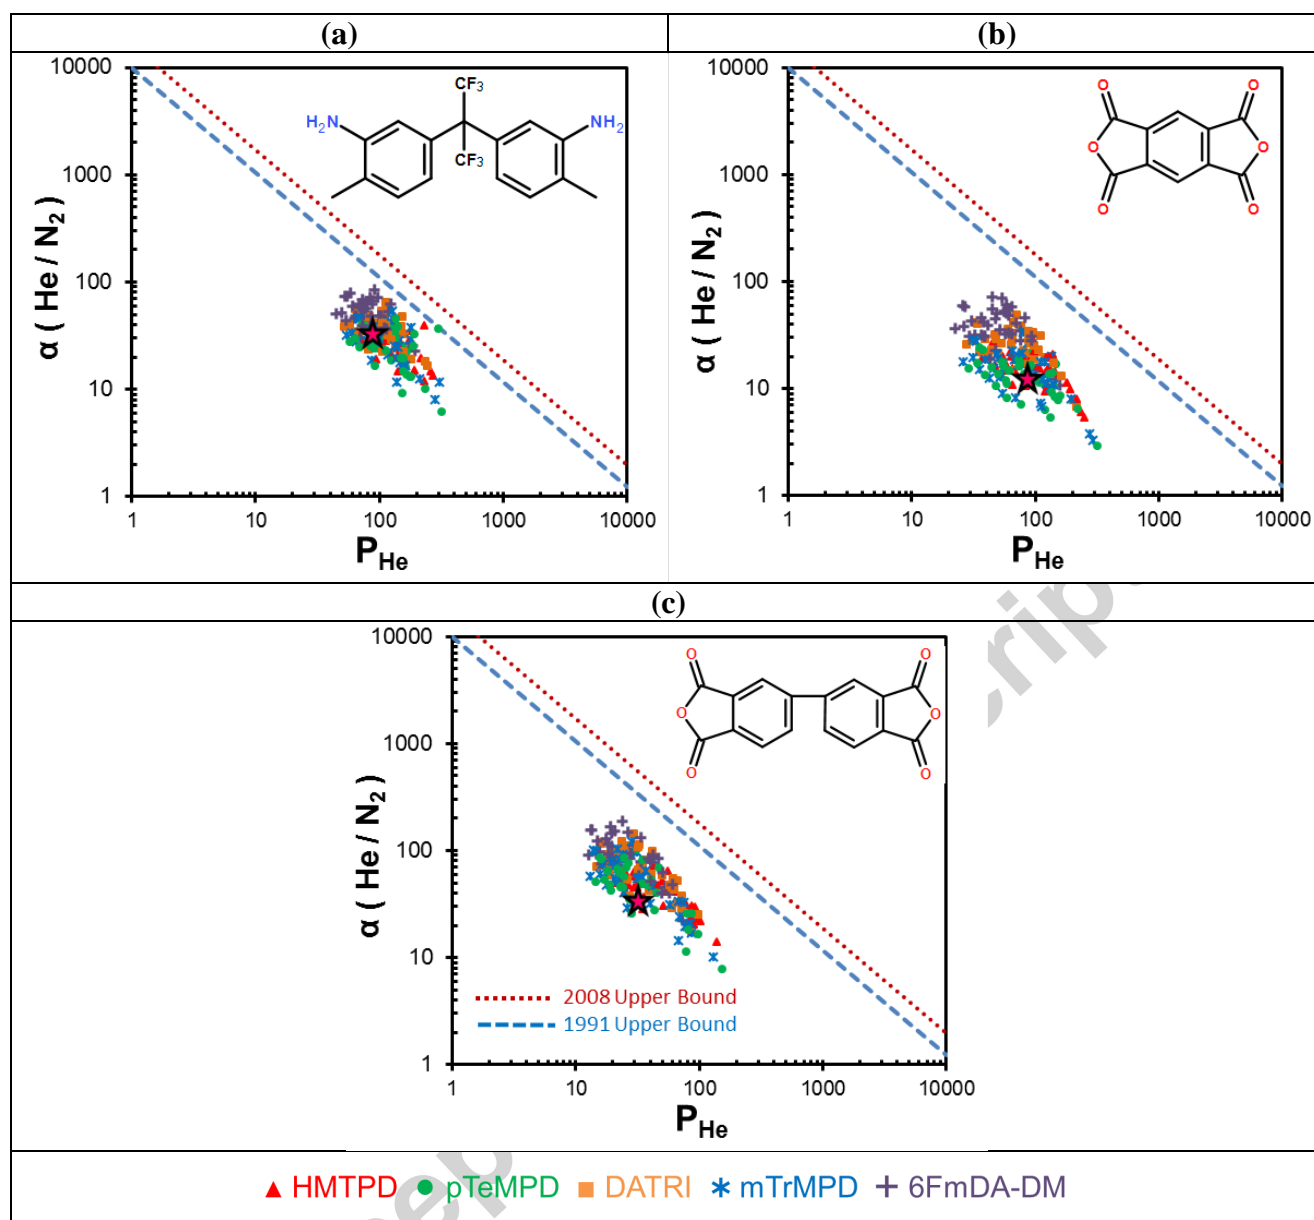 (a)
(b)
10000
1000
100
10
1
α ( He / N2 )
CF3
H2N
NH2
CF3
1
10
100
1000
10000
PHe
10000
1000
100
10
1
α ( He / N2 )
O
O
O
O
O
O
1
10
100
1000
10000
PHe
(c)
10000
1000
100
10
1
α ( He / N2 )
O
O
O
O
O
O
2008 Upper Bound
1991 Upper Bound
1
10
100
1000
10000
PHe
HMTPD pTeMPD DATRI mTrMPD 6FmDA-DM